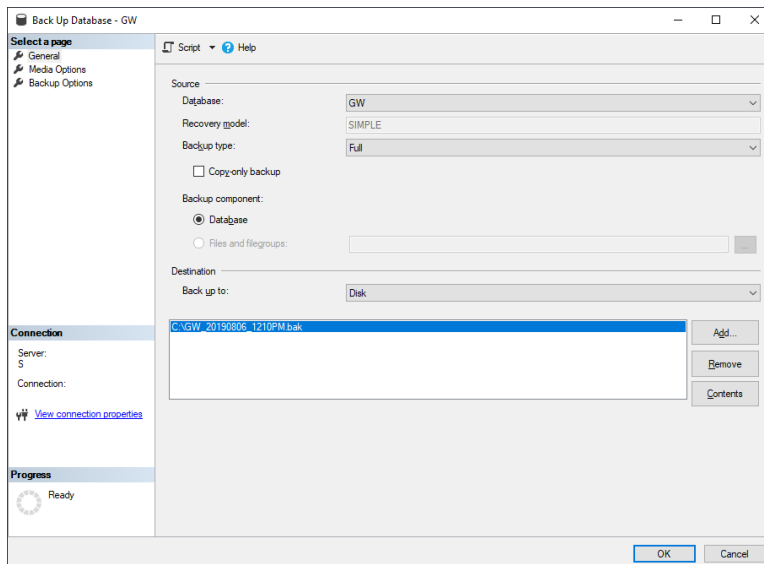 Back Up Database - GW
Select a page
General
Media Options
Backup Options
Script
Help
Source
Database:
GW
Recovery model:
SIMPLE
Backup type:
Full
Copy-only backup
Backup component:
Database
Files and filegroups:
...
Destination
Back up to:
Disk
C:\GW_20190806_1210PM.bak
Add...
Remove
Contents
Connection
Server:
S
Connection:
View connection properties
Progress
Ready
OK
Cancel